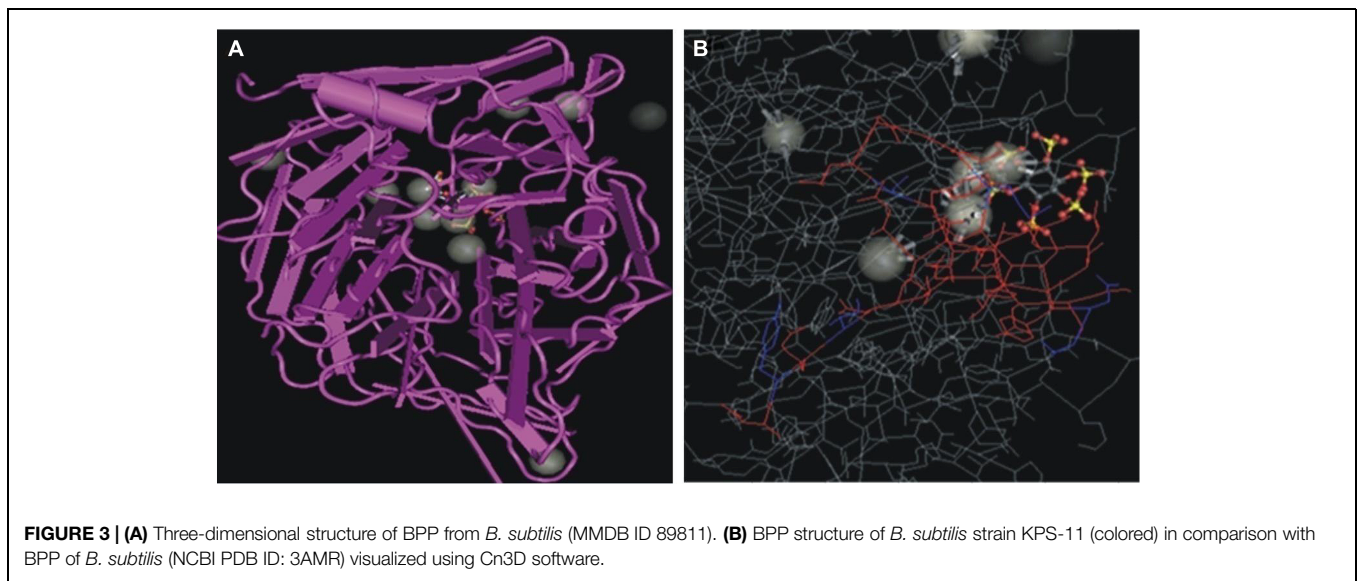 A
B
FIGURE 3 | (A) Three-dimensional structure of BPP from B. subtilis (MMDB ID 89811). (B) BPP structure of B. subtilis strain KPS-11 (colored) in comparison with
BPP of B. subtilis (NCBI PDB ID: 3AMR) visualized using Cn3D software.